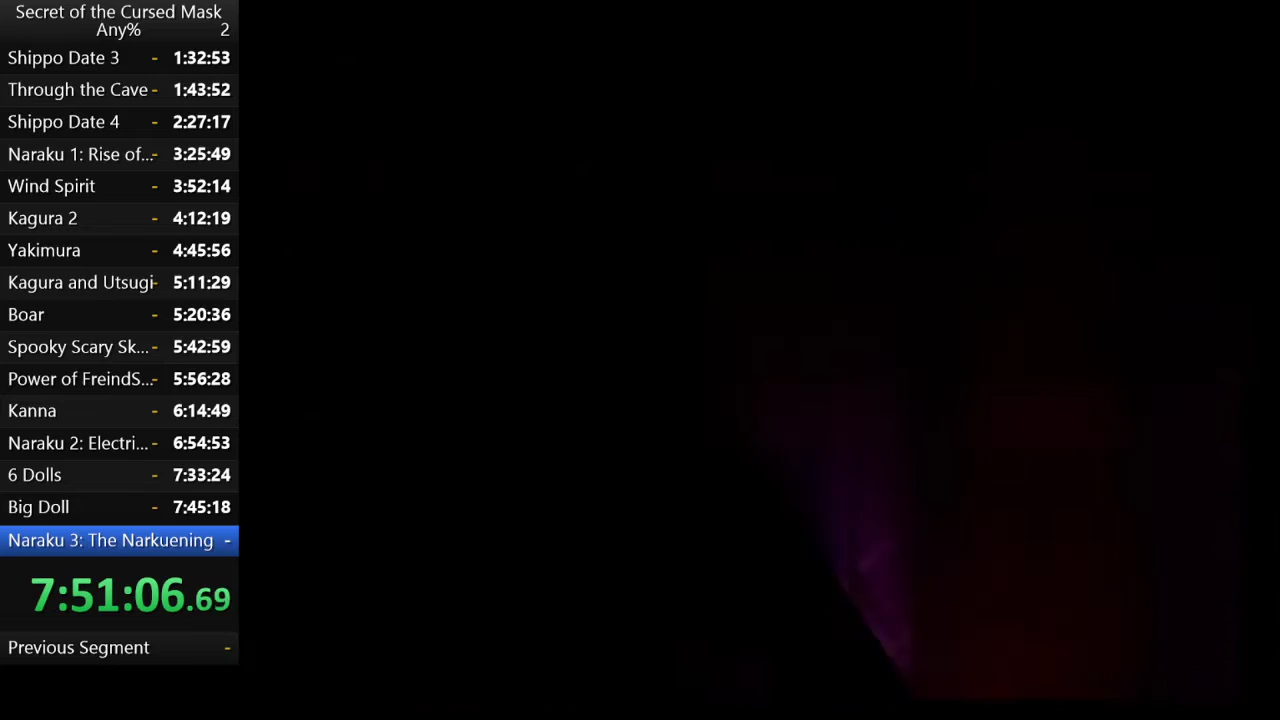 Secret of the Cursed Mask
Any% 2
Shippo Date 3 - 1:32:53
Through the Cave - 1:43:52
Shippo Date 4 - 2:27:17
Naraku 1: Rise of... - 3:25:49
Wind Spirit - 3:52:14
Kagura 2 - 4:12:19
Yakimura - 4:45:56
Kagura and Utsugi - 5:11:29
Boar - 5:20:36
Spooky Scary Sk... - 5:42:59
Power of FreindS... - 5:56:28
Kanna - 6:14:49
Naraku 2: Electri... - 6:54:53
6 Dolls - 7:33:24
Big Doll - 7:45:18
Naraku 3: The Narkuening -
7:51:06.69
Previous Segment -